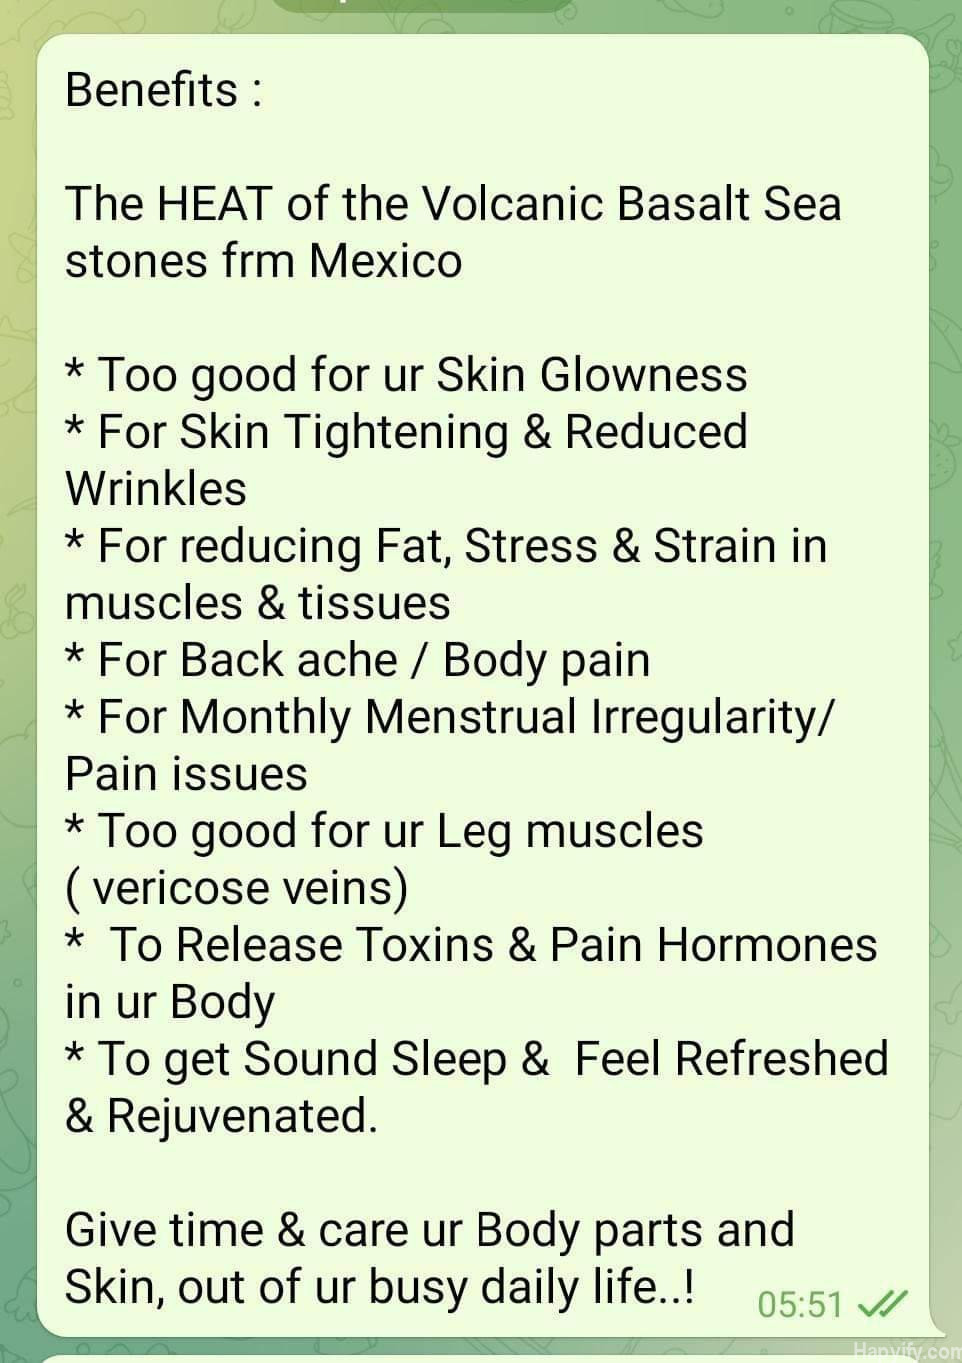 Benefits :
The HEAT of the Volcanic Basalt Sea
stones frm Mexico
* Too good for ur Skin Glowness
* For Skin Tightening & Reduced
Wrinkles
* For reducing Fat, Stress & Strain in
muscles & tissues
* For Back ache / Body pain
* For Monthly Menstrual Irregularity/
Pain issues
* Too good for ur Leg muscles
( vericose veins)
*  To Release Toxins & Pain Hormones
in ur Body
* To get Sound Sleep &  Feel Refreshed
& Rejuvenated.
Give time & care ur Body parts and
Skin, out of ur busy daily life..!
05:51